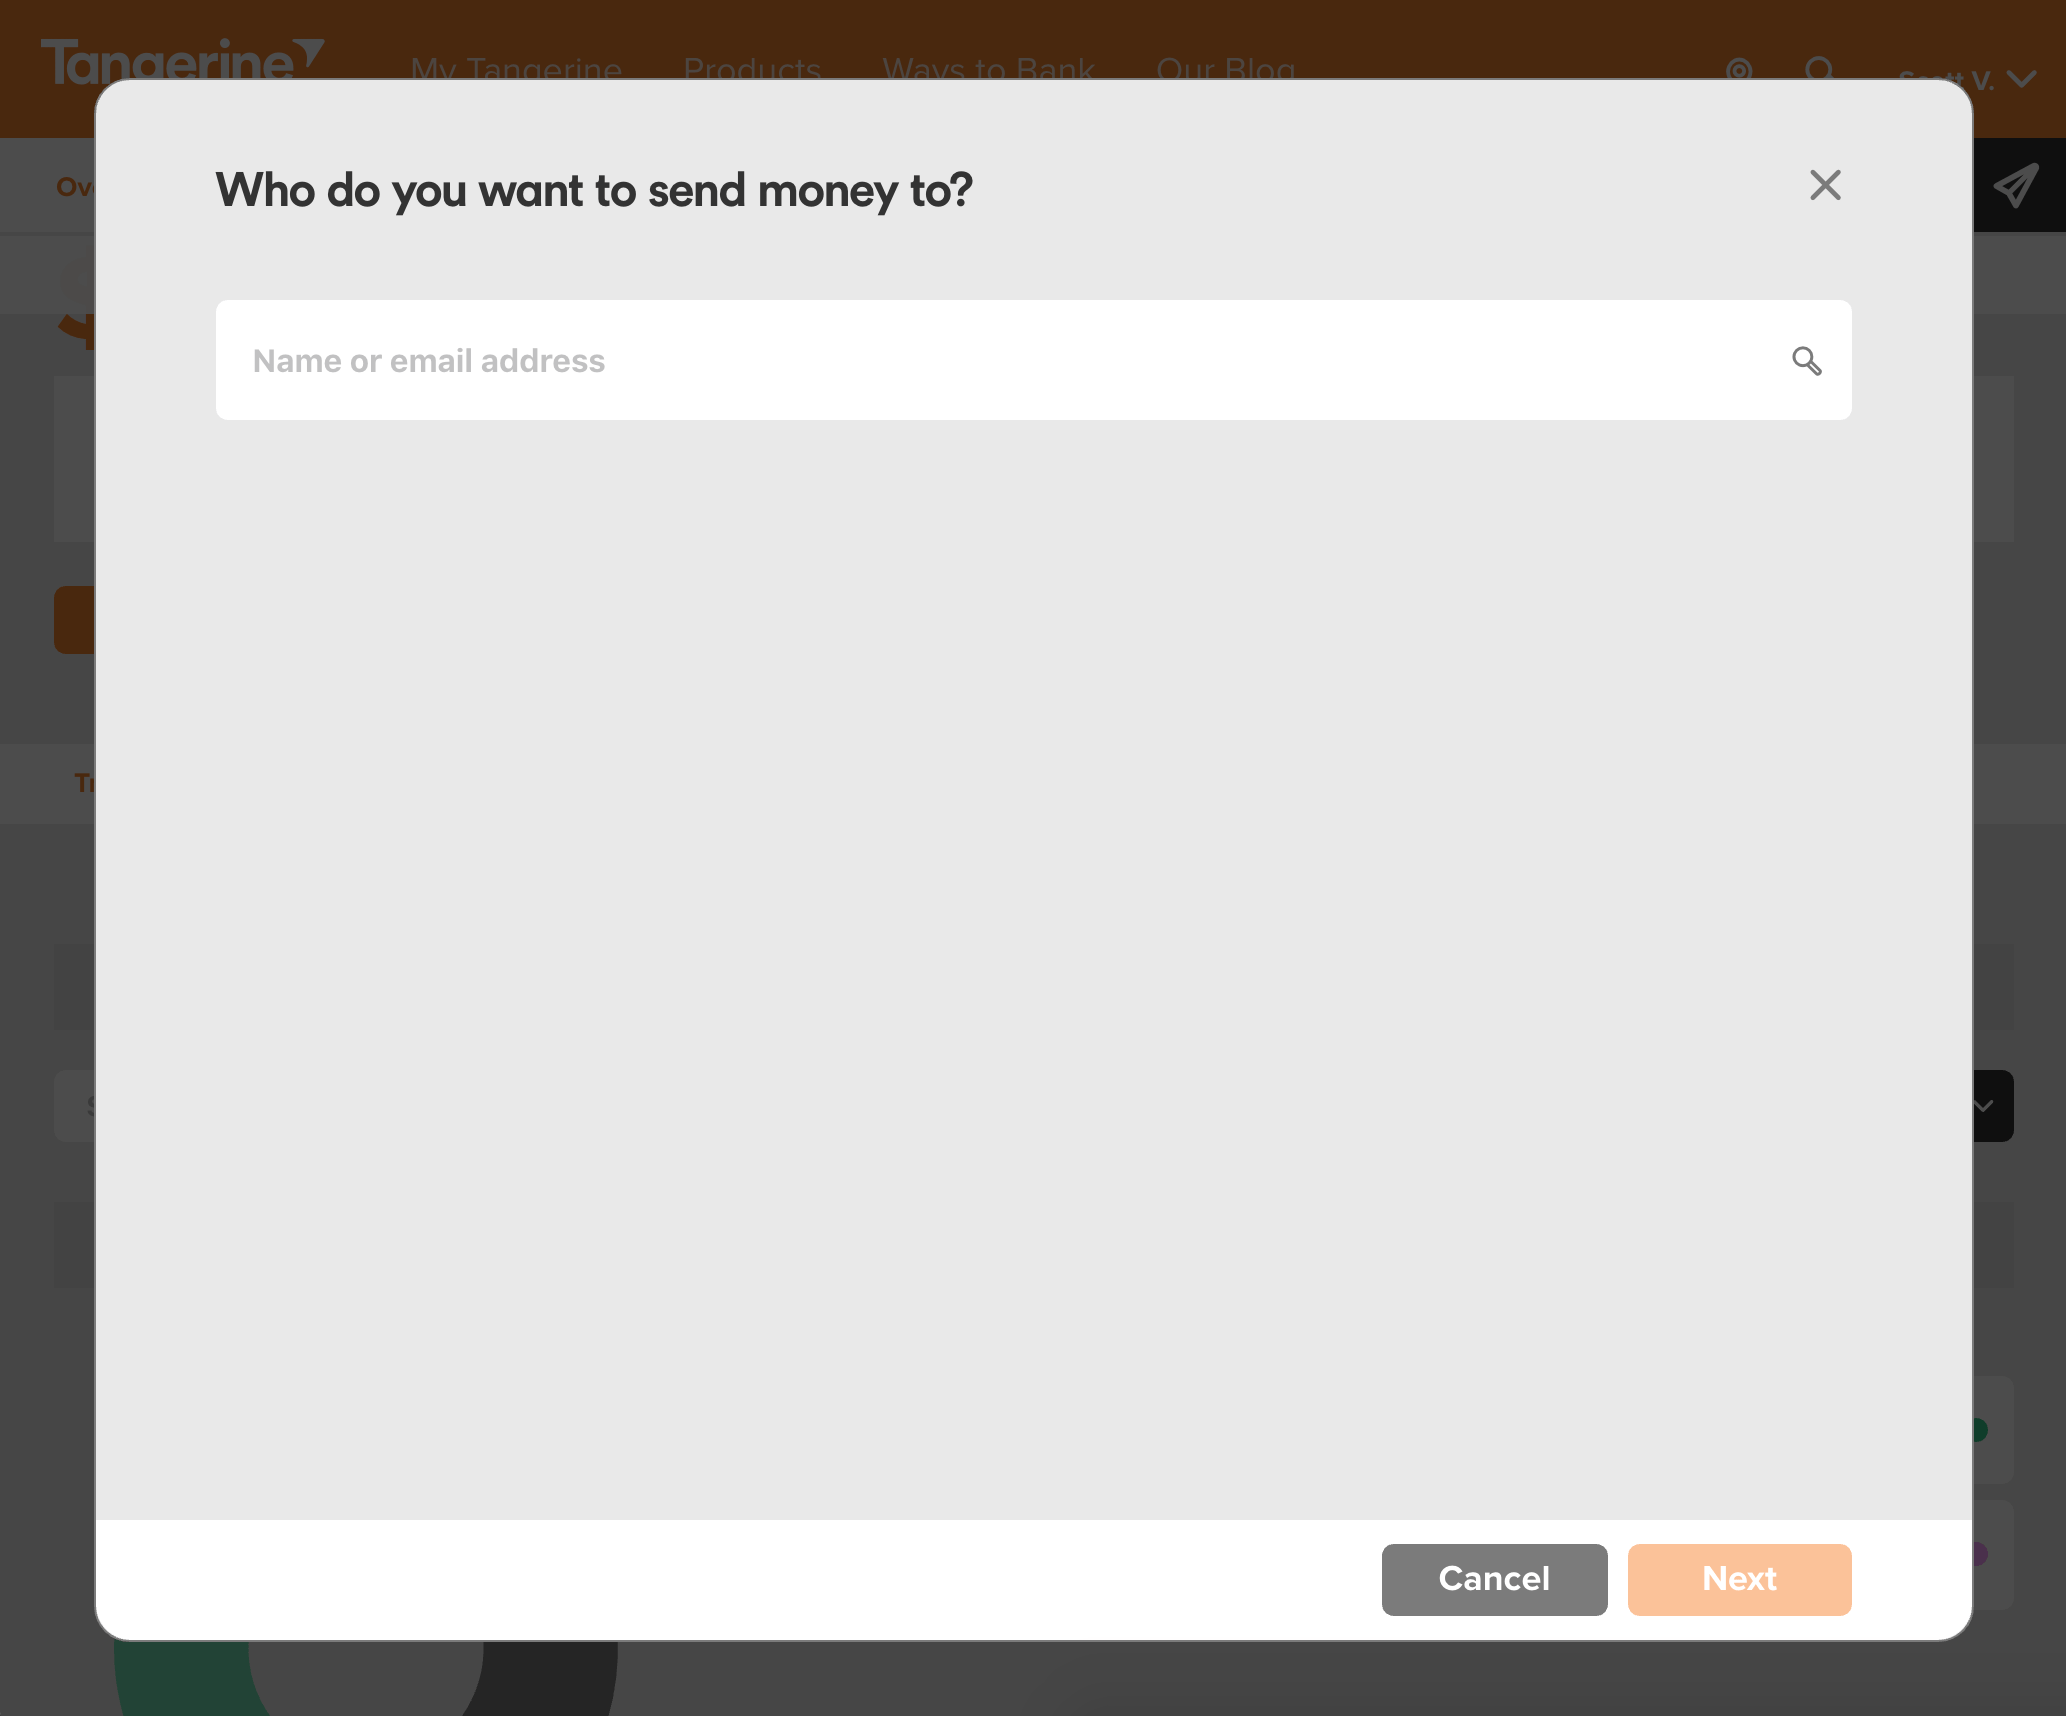 Tangerine
My Tangerine
Products
Ways to Bank
Our Blog
Scott V.
Who do you want to send money to?
Name or email address
Cancel
Next